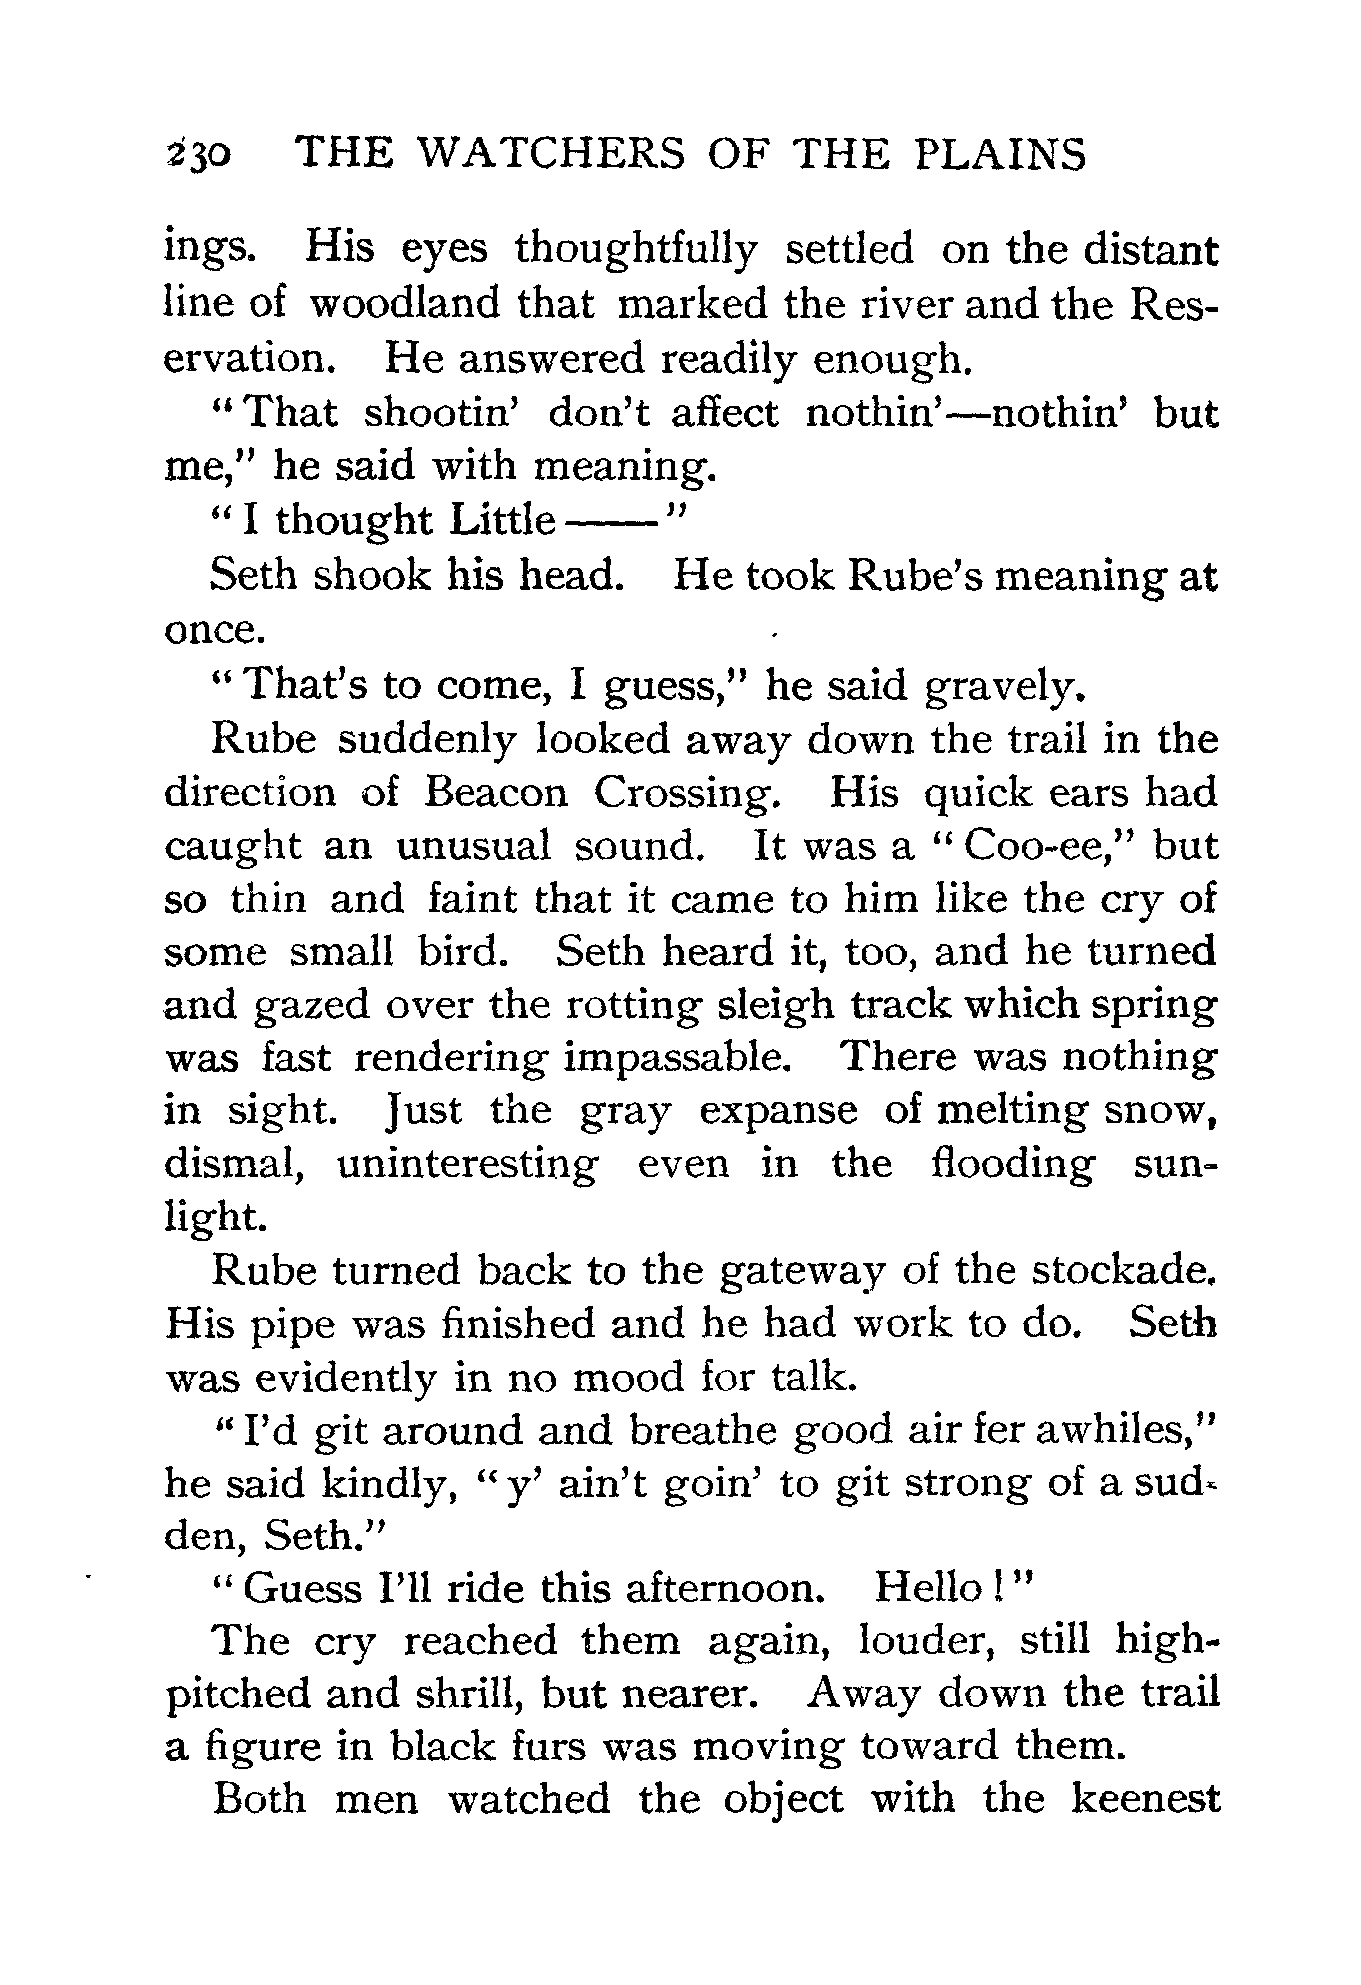 230 THE WATCHERS OF THE PLAINS
ings. His eyes thoughtfully settled on the distant
line of woodland that marked the river and the Res-
ervation. He answered readily enough.
"That shootin' don't affect nothin'—nothin' but
me," he said with meaning.
"I thought Little——"
Seth shook his head. He took Rube's meaning at
once.
"That's to come, I guess," he said gravely.
Rube suddenly looked away down the trail in the
direction of Beacon Crossing. His quick ears had
caught an unusual sound. It was a "Coo-ee," but
so thin and faint that it came to him like the cry of
some small bird. Seth heard it, too, and he turned
and gazed over the rotting sleigh track which spring
was fast rendering impassable. There was nothing
in sight. Just the gray expanse of melting snow,
dismal, uninteresting even in the flooding sun-
light.
Rube turned back to the gateway of the stockade.
His pipe was finished and he had work to do. Seth
was evidently in no mood for talk.
"I'd git around and breathe good air fer awhiles,"
he said kindly, "y' ain't goin' to git strong of a sud-
den, Seth."
"Guess I'll ride this afternoon. Hello!"
The cry reached them again, louder, still high-
pitched and shrill, but nearer. Away down the trail
a figure in black furs was moving toward them.
Both men watched the object with the keenest